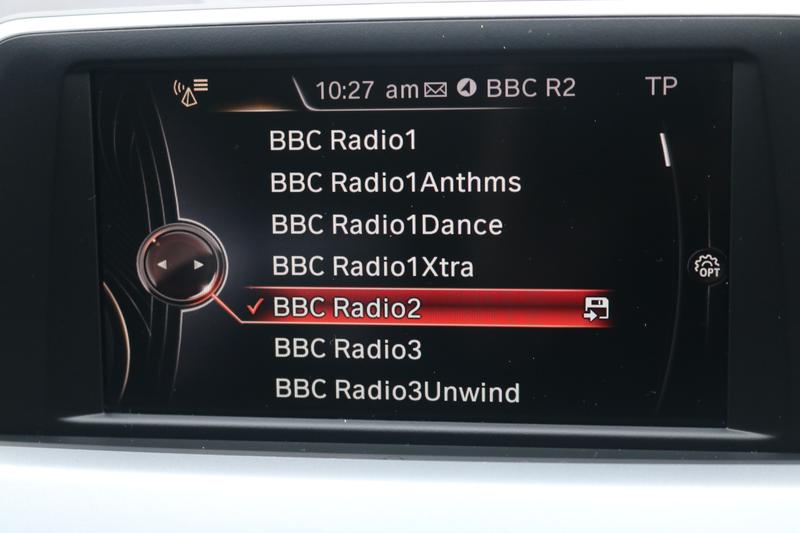 10:27 am BBC R2 TP
BBC Radio1
BBC Radio1Anthms
BBC Radio1Dance
BBC Radio1Xtra
OPT
BBC Radio2
BBC Radio3
BBC Radio3Unwind